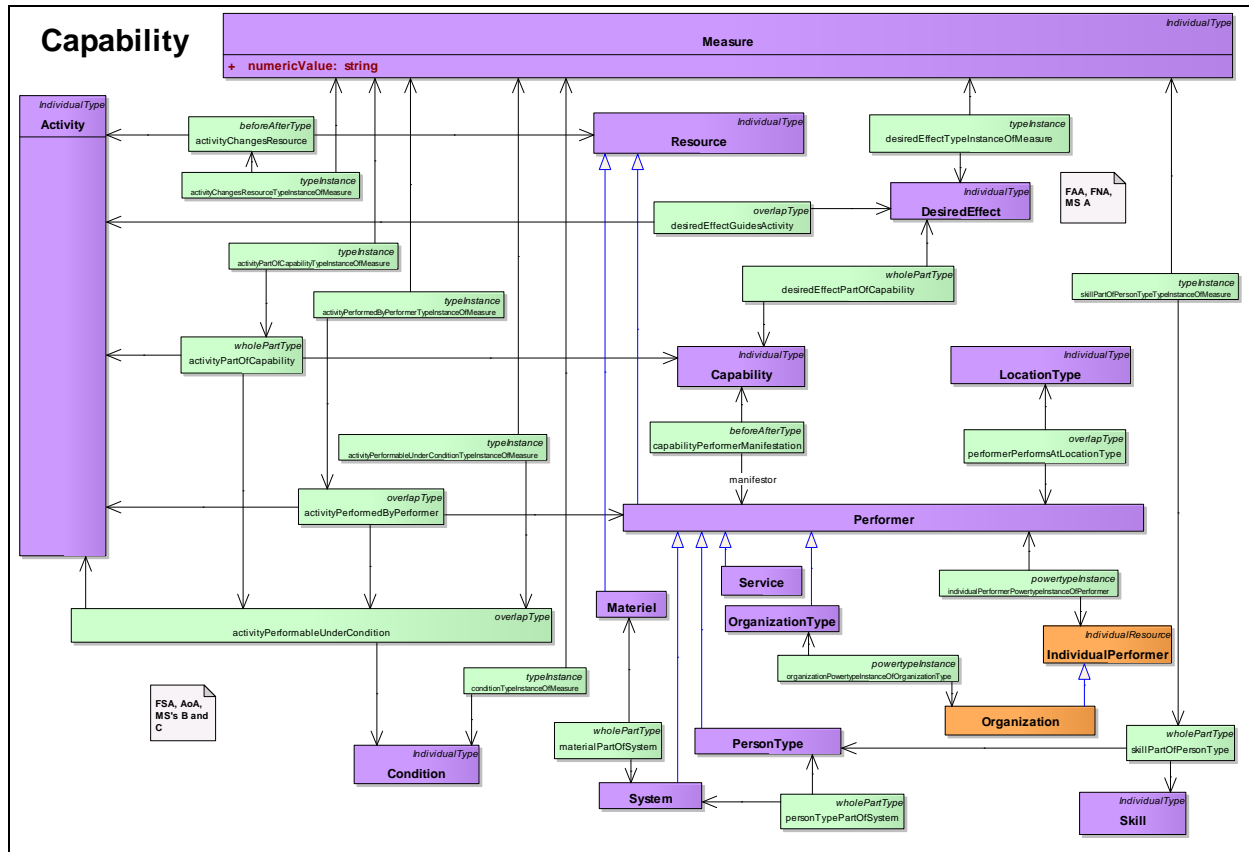 Capability
IndividualType
Measure
+ numericValue: string
IndividualType
Activity
beforeAfterType
activityChangesResource
IndividualType
Resource
typeInstance
desiredEffectTypeInstanceOfMeasure
typeInstance
activityChangesResourceTypeInstanceOfMeasure
IndividualType
DesiredEffect
FAA, FNA,
MS A
overlapType
desiredEffectGuidesActivity
typeInstance
activityPartOfCapabilityTypeInstanceOfMeasure
wholePartType
desiredEffectPartOfCapability
typeInstance
skillPartOfPersonTypeTypeInstanceOfMeasure
typeInstance
activityPerformedByPerformerTypeInstanceOfMeasure
wholePartType
activityPartOfCapability
IndividualType
Capability
IndividualType
LocationType
beforeAfterType
capabilityPerformerManifestation
overlapType
performerPerformsAtLocationType
typeInstance
activityPerformableUnderConditionTypeInstanceOfMeasure
manifestor
overlapType
activityPerformedByPerformer
Performer
Service
powertypeInstance
individualPerformerPowertypeInstanceOfPerformer
Materiel
OrganizationType
overlapType
activityPerformableUnderCondition
IndividualResource
IndividualPerformer
powertypeInstance
organizationPowertypeInstanceOfOrganizationType
typeInstance
conditionTypeInstanceOfMeasure
FSA, AoA,
MS's B and
C
Organization
wholePartType
materialPartOfSystem
PersonType
wholePartType
skillPartOfPersonType
IndividualType
Condition
System
wholePartType
personTypePartOfSystem
IndividualType
Skill